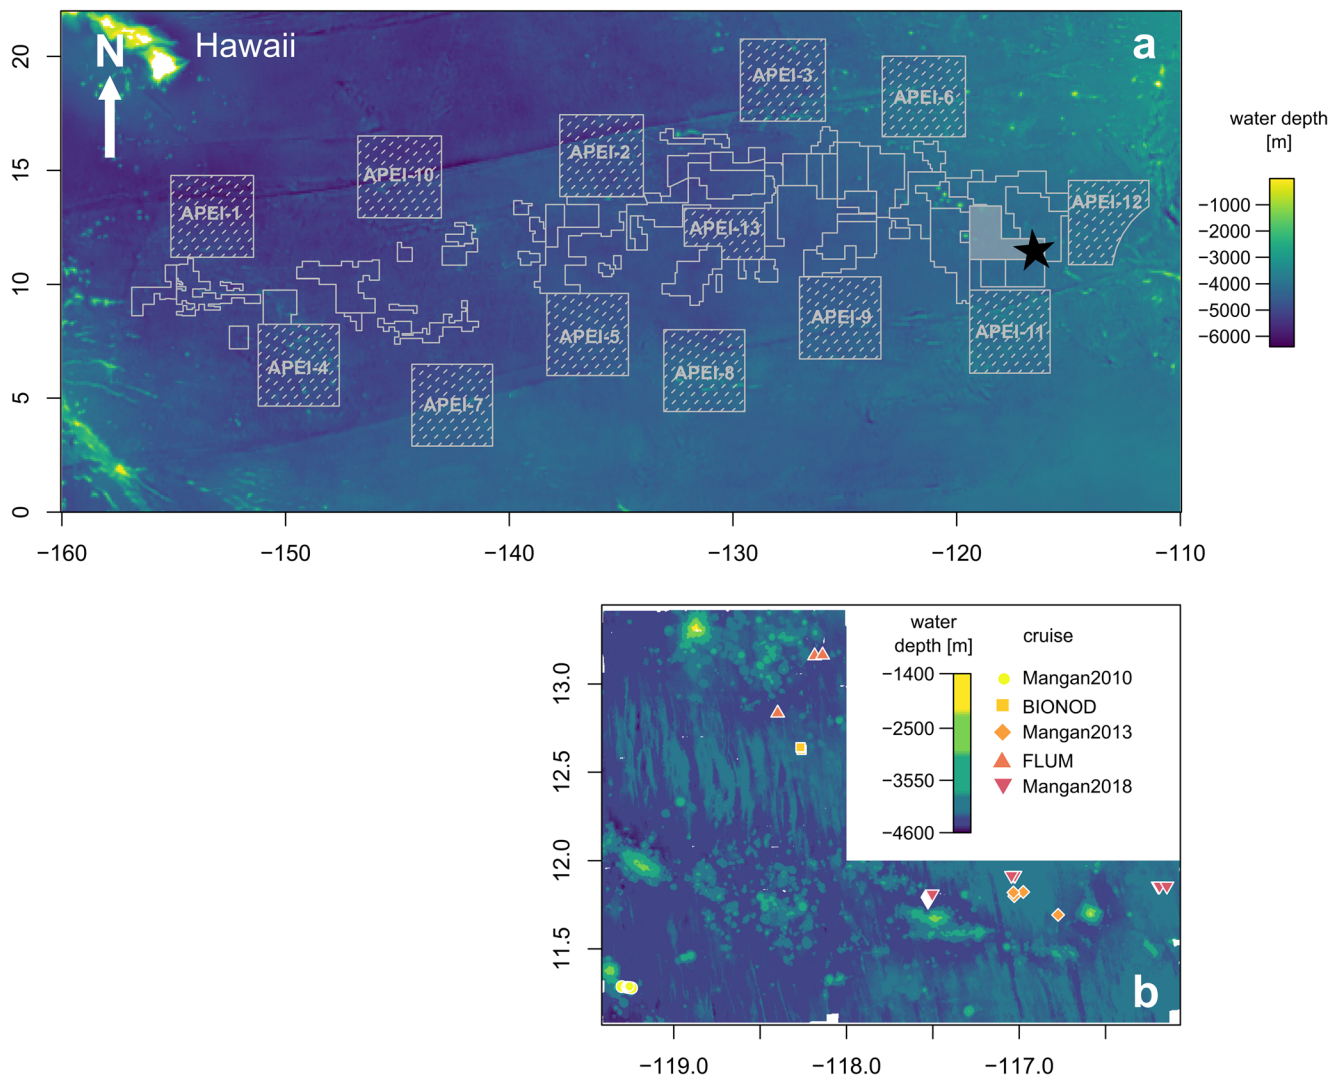 a
Hawaii
N
APEI-3
APEI-6
APEI-2
APEI-10
APEI-1
APEI-12
APEI-13
APEI-9
APEI-11
APEI-5
APEI-4
APEI-8
APEI-7
20
15
10
5
0
−160
−150
−140
−130
−120
−110
water depth
[m]
−1000
−2000
−3000
−4000
−5000
−6000
water
depth [m]
−1400
−2500
−3550
−4600
cruise
Mangan2010
BIONOD
Mangan2013
FLUM
Mangan2018
b
13.0
12.5
12.0
11.5
−119.0
−118.0
−117.0